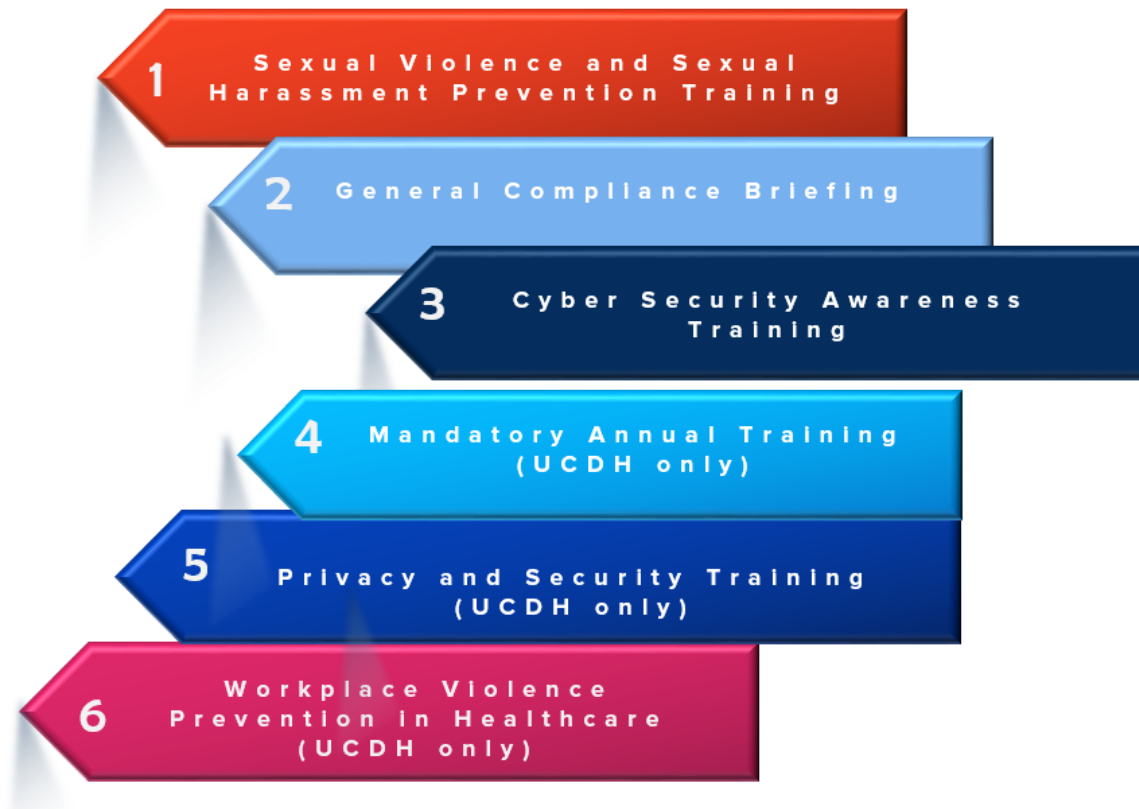 1
Sexual Violence and Sexual
Harassment Prevention Training
2
General Compliance Briefing
3
Cyber Security Awareness
Training
4
Mandatory Annual Training
(UCDH only)
5
Privacy and Security Training
(UCDH only)
6
Workplace Violence
Prevention in Healthcare
(UCDH only)